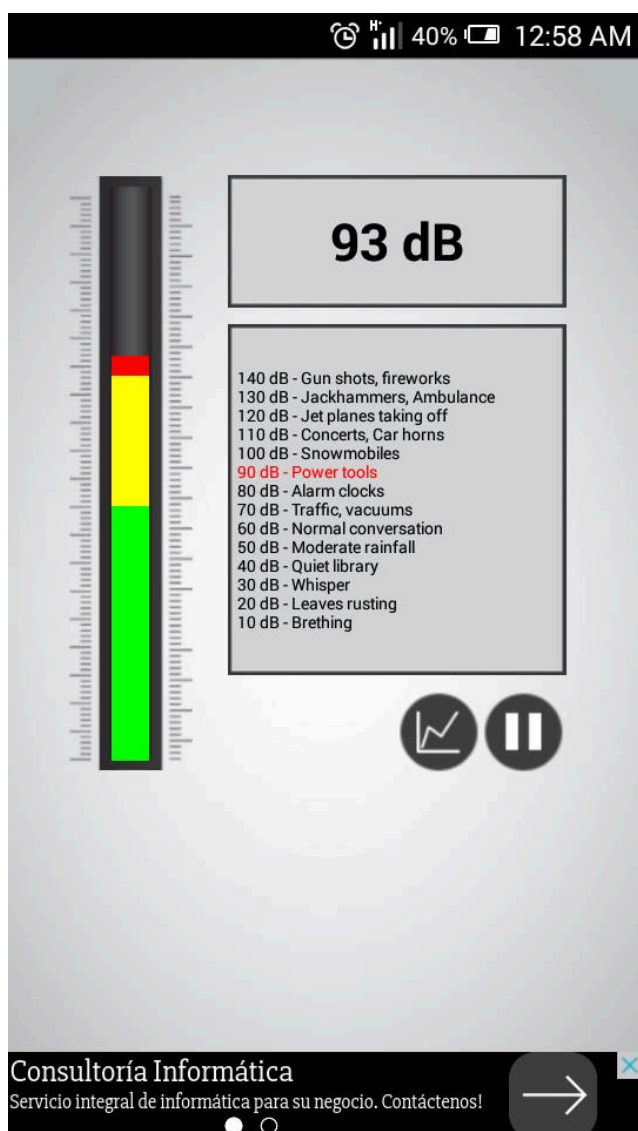 H+ 40% 12:58 AM
93 dB
140 dB - Gun shots, fireworks
130 dB - Jackhammers, Ambulance
120 dB - Jet planes taking off
110 dB - Concerts, Car horns
100 dB - Snowmobiles
90 dB - Power tools
80 dB - Alarm clocks
70 dB - Traffic, vacuums
60 dB - Normal conversation
50 dB - Moderate rainfall
40 dB - Quiet library
30 dB - Whisper
20 dB - Leaves rusting
10 dB - Brething
Consultoría Informática
Servicio integral de informática para su negocio. Contáctenos!